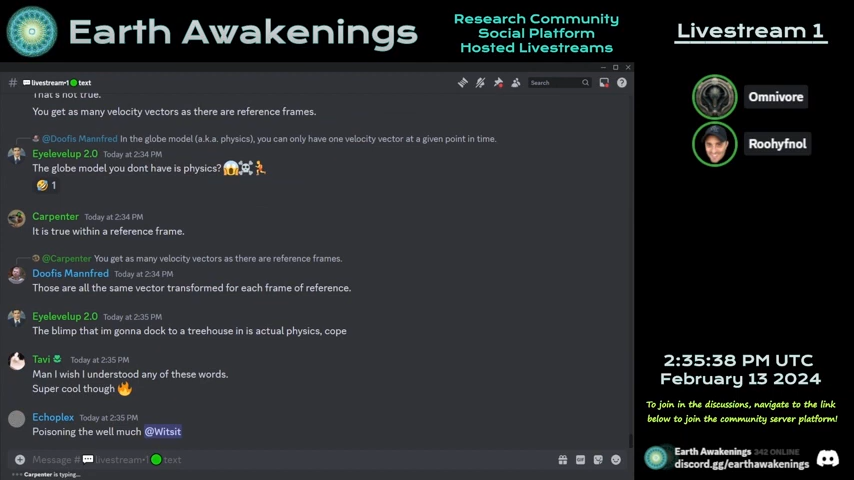 Earth Awakenings
Research Community
Social Platform
Hosted Livestreams
Livestream 1
# livestream•1 text
Search
That's not true.
You get as many velocity vectors as there are reference frames.
@Doofis Mannfred In the globe model (a.k.a. physics), you can only have one velocity vector at a given point in time.
Eyelevelup 2.0 Today at 2:34 PM
The globe model you dont have is physics? 😱☠️🏃
🤣 1
Carpenter Today at 2:34 PM
It is true within a reference frame.
@Carpenter You get as many velocity vectors as there are reference frames.
Doofis Mannfred Today at 2:34 PM
Those are all the same vector transformed for each frame of reference.
Eyelevelup 2.0 Today at 2:35 PM
The blimp that im gonna dock to a treehouse in is actual physics, cope
Tavi Today at 2:35 PM
Man I wish I understood any of these words.
Super cool though 🔥
Echoplex Today at 2:35 PM
Poisoning the well much @Witsit
Message # livestream•1 text
GIF
Carpenter is typing...
Omnivore
Roohyfnol
2:35:38 PM UTC
February 13 2024
To join in the discussions, navigate to the link
below to join the community server platform!
Earth Awakenings 342 ONLINE
discord.gg/earthawakenings